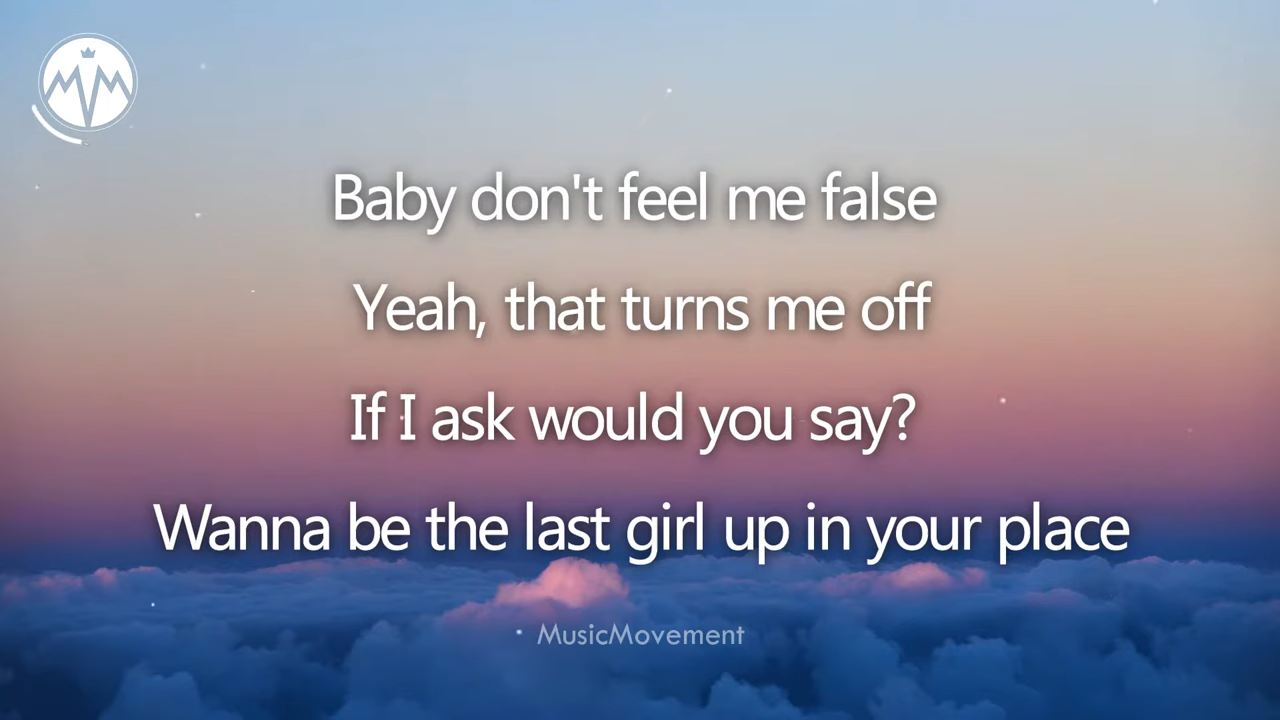 Baby don't feel me false
Yeah, that turns me off
If I ask would you say?
Wanna be the last girl up in your place
MusicMovement